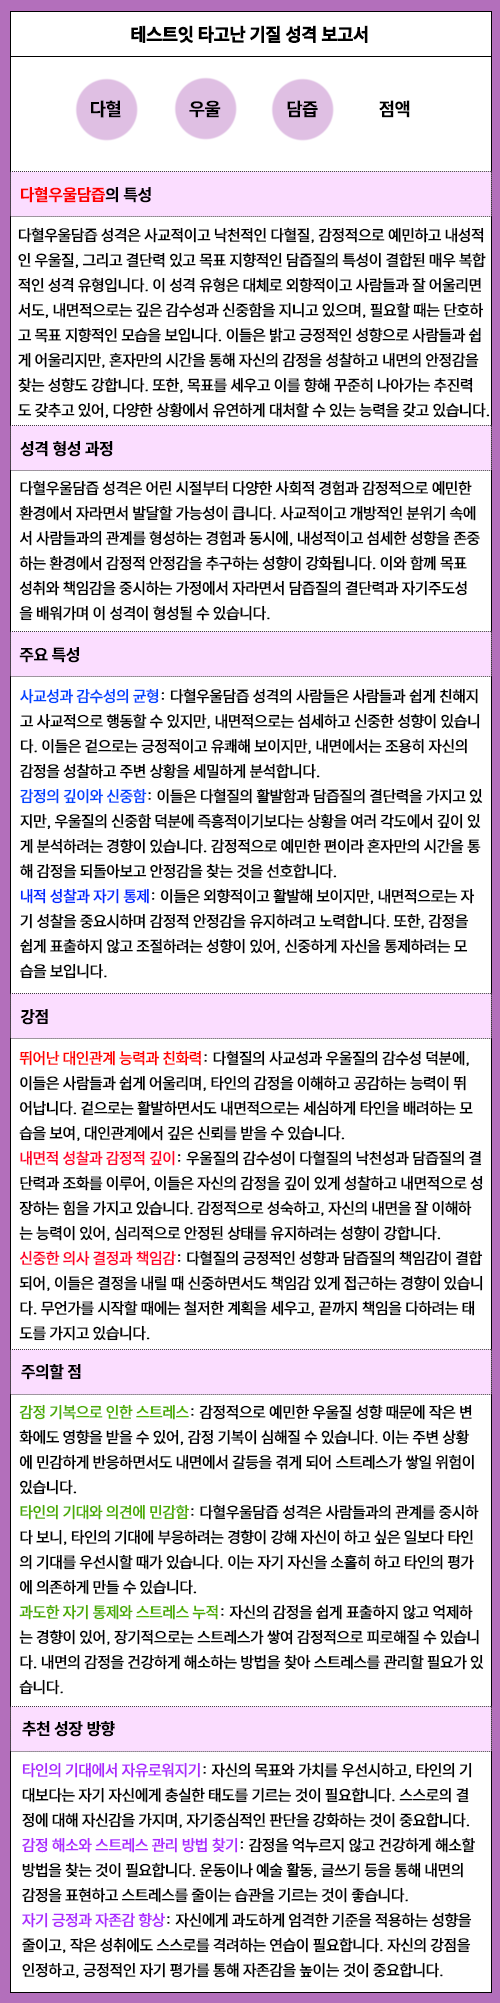 테스트잇 타고난 기질 성격 보고서
다혈 우울 담즙 점액
다혈우울담즙의 특성
다혈우울담즙 성격은 사교적이고 낙천적인 다혈질, 감정적으로 예민하고 내성적
인 우울질, 그리고 결단력 있고 목표 지향적인 담즙질의 특성이 결합된 매우 복합
적인 성격 유형입니다. 이 성격 유형은 대체로 외향적이고 사람들과 잘 어울리면
서도, 내면적으로는 깊은 감수성과 신중함을 지니고 있으며, 필요할 때는 단호하
고 목표 지향적인 모습을 보입니다. 이들은 밝고 긍정적인 성향으로 사람들과 쉽
게 어울리지만, 혼자만의 시간을 통해 자신의 감정을 성찰하고 내면의 안정감을
찾는 성향도 강합니다. 또한, 목표를 세우고 이를 향해 꾸준히 나아가는 추진력
도 갖추고 있어, 다양한 상황에서 유연하게 대처할 수 있는 능력을 갖고 있습니다.
성격 형성 과정
다혈우울담즙 성격은 어린 시절부터 다양한 사회적 경험과 감정적으로 예민한
환경에서 자라면서 발달할 가능성이 큽니다. 사교적이고 개방적인 분위기 속에
서 사람들과의 관계를 형성하는 경험과 동시에, 내성적이고 섬세한 성향을 존중
하는 환경에서 감정적 안정감을 추구하는 성향이 강화됩니다. 이와 함께 목표
성취와 책임감을 중시하는 가정에서 자라면서 담즙질의 결단력과 자기주도성
을 배워가며 이 성격이 형성될 수 있습니다.
주요 특성
사교성과 감수성의 균형: 다혈우울담즙 성격의 사람들은 사람들과 쉽게 친해지
고 사교적으로 행동할 수 있지만, 내면적으로는 섬세하고 신중한 성향이 있습니
다. 이들은 겉으로는 긍정적이고 유쾌해 보이지만, 내면에서는 조용히 자신의
감정을 성찰하고 주변 상황을 세밀하게 분석합니다.
감정의 깊이와 신중함: 이들은 다혈질의 활발함과 담즙질의 결단력을 가지고 있
지만, 우울질의 신중함 덕분에 즉흥적이기보다는 상황을 여러 각도에서 깊이 있
게 분석하려는 경향이 있습니다. 감정적으로 예민한 편이라 혼자만의 시간을 통
해 감정을 되돌아보고 안정감을 찾는 것을 선호합니다.
내적 성찰과 자기 통제: 이들은 외향적이고 활발해 보이지만, 내면적으로는 자
기 성찰을 중요시하며 감정적 안정감을 유지하려고 노력합니다. 또한, 감정을
쉽게 표출하지 않고 조절하려는 성향이 있어, 신중하게 자신을 통제하려는 모
습을 보입니다.
강점
뛰어난 대인관계 능력과 친화력: 다혈질의 사교성과 우울질의 감수성 덕분에,
이들은 사람들과 쉽게 어울리며, 타인의 감정을 이해하고 공감하는 능력이 뛰
어납니다. 겉으로는 활발하면서도 내면적으로는 세심하게 타인을 배려하는 모
습을 보여, 대인관계에서 깊은 신뢰를 받을 수 있습니다.
내면적 성찰과 감정적 깊이: 우울질의 감수성이 다혈질의 낙천성과 담즙질의 결
단력과 조화를 이루어, 이들은 자신의 감정을 깊이 있게 성찰하고 내면적으로 성
장하는 힘을 가지고 있습니다. 감정적으로 성숙하고, 자신의 내면을 잘 이해하
는 능력이 있어, 심리적으로 안정된 상태를 유지하려는 성향이 강합니다.
신중한 의사 결정과 책임감: 다혈질의 긍정적인 성향과 담즙질의 책임감이 결합
되어, 이들은 결정을 내릴 때 신중하면서도 책임감 있게 접근하는 경향이 있습니
다. 무언가를 시작할 때에는 철저한 계획을 세우고, 끝까지 책임을 다하려는 태
도를 가지고 있습니다.
주의할 점
감정 기복으로 인한 스트레스: 감정적으로 예민한 우울질 성향 때문에 작은 변
화에도 영향을 받을 수 있어, 감정 기복이 심해질 수 있습니다. 이는 주변 상황
에 민감하게 반응하면서도 내면에서 갈등을 겪게 되어 스트레스가 쌓일 위험이
있습니다.
타인의 기대와 의견에 민감함: 다혈우울담즙 성격은 사람들과의 관계를 중시하
다 보니, 타인의 기대에 부응하려는 경향이 강해 자신이 하고 싶은 일보다 타인
의 기대를 우선시할 때가 있습니다. 이는 자기 자신을 소홀히 하고 타인의 평가
에 의존하게 만들 수 있습니다.
과도한 자기 통제와 스트레스 누적: 자신의 감정을 쉽게 표출하지 않고 억제하
는 경향이 있어, 장기적으로는 스트레스가 쌓여 감정적으로 피로해질 수 있습니
다. 내면의 감정을 건강하게 해소하는 방법을 찾아 스트레스를 관리할 필요가 있
습니다.
추천 성장 방향
타인의 기대에서 자유로워지기: 자신의 목표와 가치를 우선시하고, 타인의 기
대보다는 자기 자신에게 충실한 태도를 기르는 것이 필요합니다. 스스로의 결
정에 대해 자신감을 가지며, 자기중심적인 판단을 강화하는 것이 중요합니다.
감정 해소와 스트레스 관리 방법 찾기: 감정을 억누르지 않고 건강하게 해소할
방법을 찾는 것이 필요합니다. 운동이나 예술 활동, 글쓰기 등을 통해 내면의
감정을 표현하고 스트레스를 줄이는 습관을 기르는 것이 좋습니다.
자기 긍정과 자존감 향상: 자신에게 과도하게 엄격한 기준을 적용하는 성향을
줄이고, 작은 성취에도 스스로를 격려하는 연습이 필요합니다. 자신의 강점을
인정하고, 긍정적인 자기 평가를 통해 자존감을 높이는 것이 중요합니다.